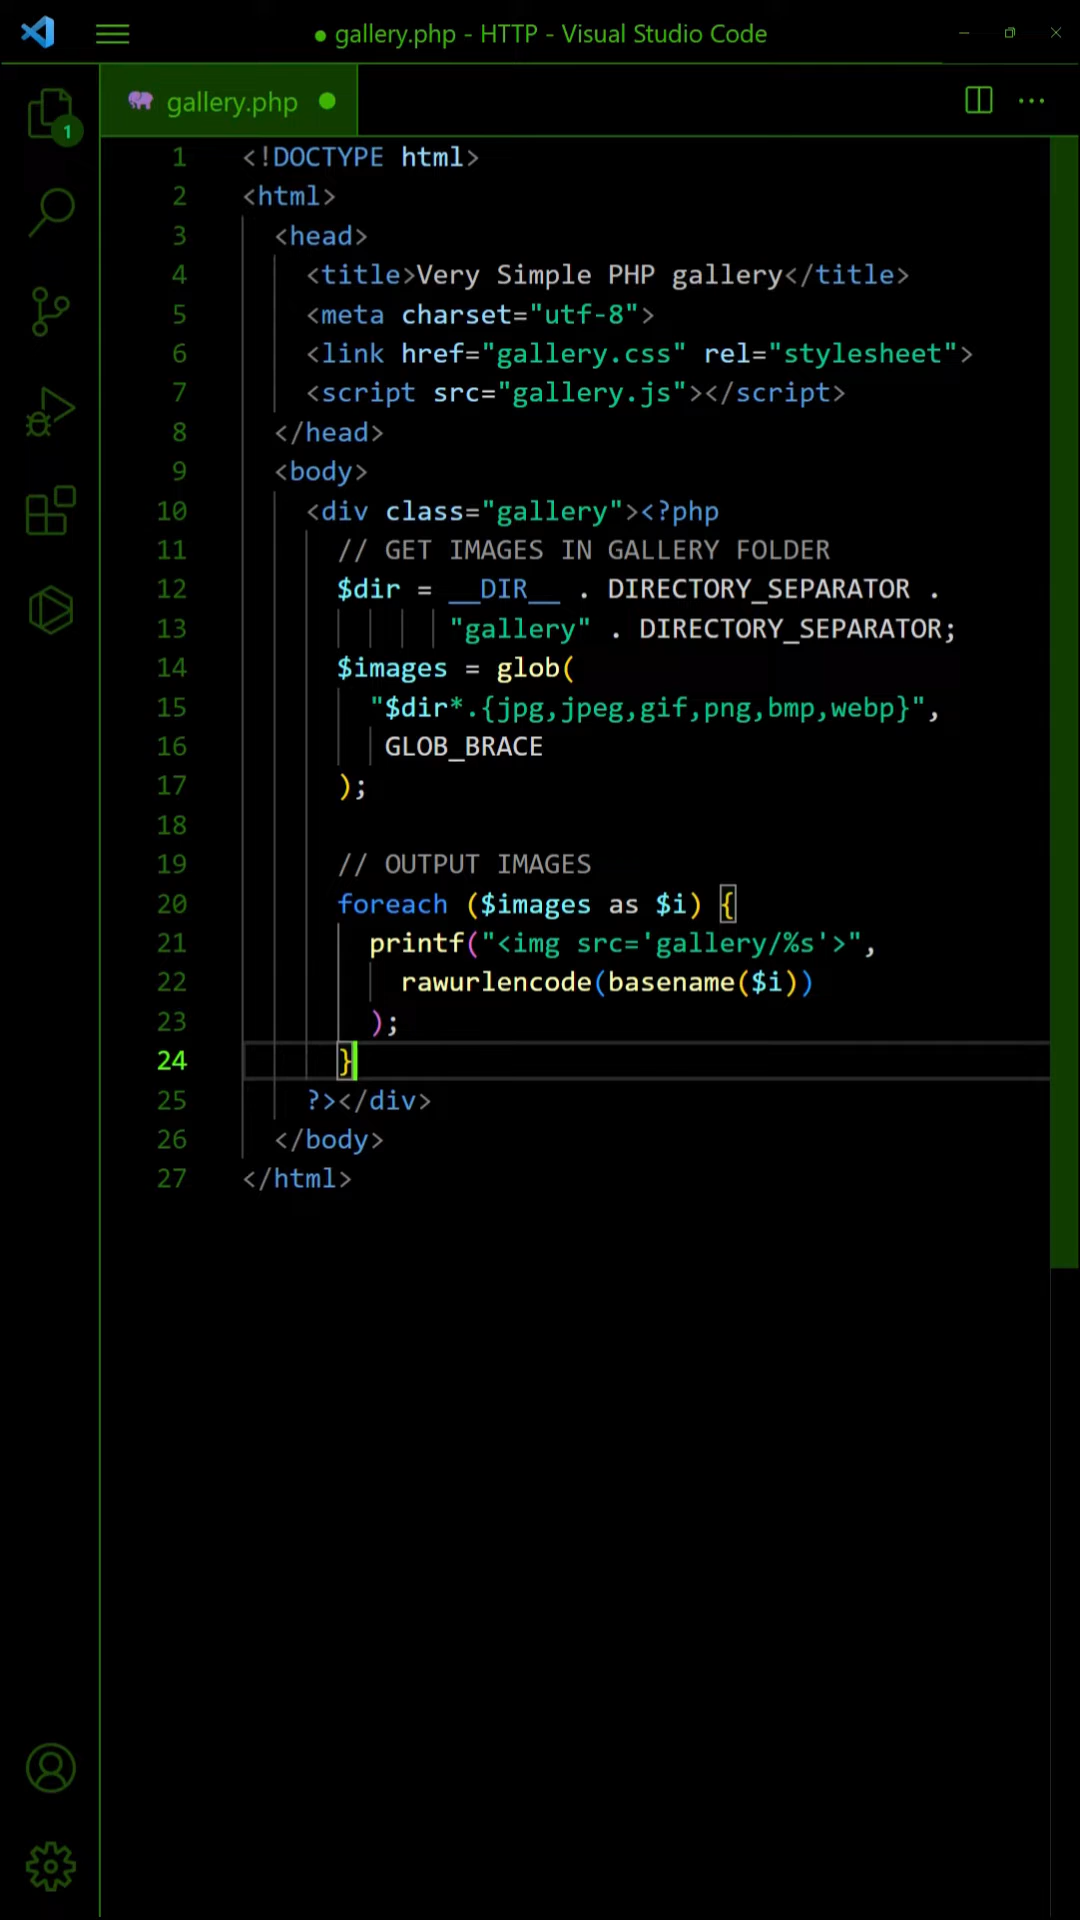 ● gallery.php - HTTP - Visual Studio Code
1
gallery.php ●
1 <!DOCTYPE html>
2 <html>
3   <head>
4     <title>Very Simple PHP gallery</title>
5     <meta charset="utf-8">
6     <link href="gallery.css" rel="stylesheet">
7     <script src="gallery.js"></script>
8   </head>
9   <body>
10     <div class="gallery"><?php
11       // GET IMAGES IN GALLERY FOLDER
12       $dir = __DIR__ . DIRECTORY_SEPARATOR .
13              "gallery" . DIRECTORY_SEPARATOR;
14       $images = glob(
15         "$dir*.{jpg,jpeg,gif,png,bmp,webp}",
16          GLOB_BRACE
17       );
18
19       // OUTPUT IMAGES
20       foreach ($images as $i) {
21         printf("<img src='gallery/%s'>",
22           rawurlencode(basename($i))
23         );
24       }
25     ?></div>
26   </body>
27 </html>